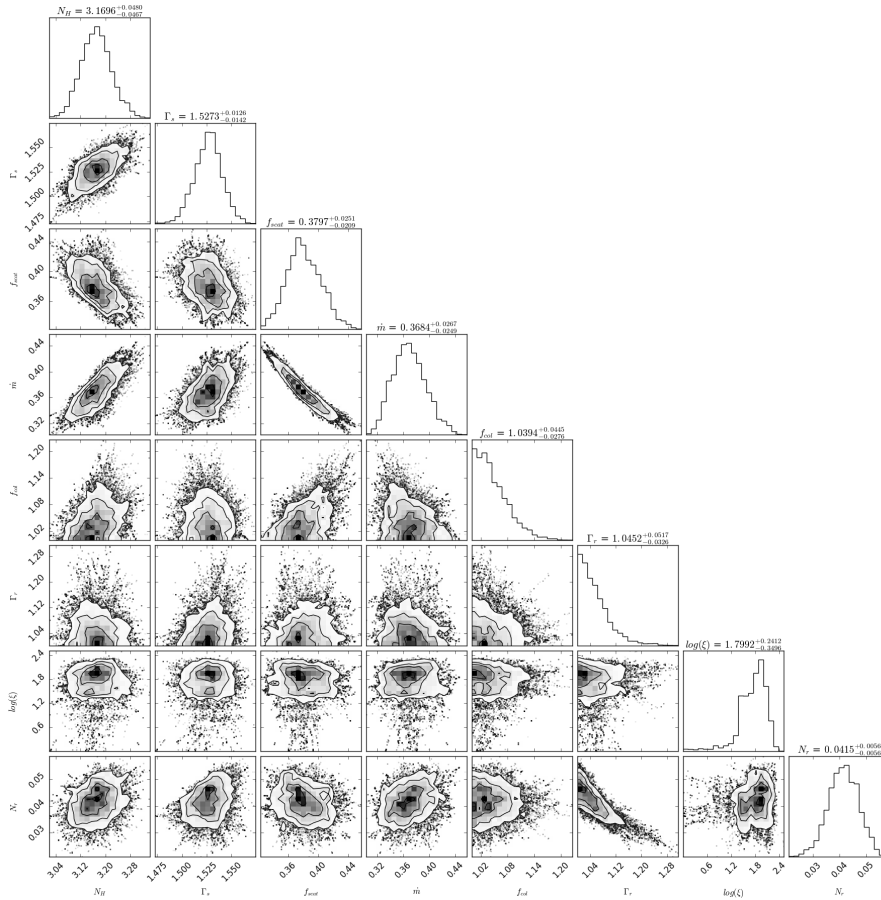 N_H = 3.1696^{+0.0480}_{-0.0467}
Γ_s = 1.5273^{+0.0126}_{-0.0142}
1.550
1.525
1.500
1.475
Γ_s
f_scat = 0.3797^{+0.0251}_{-0.0209}
0.44
0.40
0.36
f_scat
ṁ = 0.3684^{+0.0267}_{-0.0249}
0.44
0.40
0.36
0.32
ṁ
f_col = 1.0394^{+0.0445}_{-0.0276}
1.20
1.14
1.08
1.02
f_col
Γ_r = 1.0452^{+0.0517}_{-0.0326}
1.28
1.20
1.12
1.04
Γ_r
log(ξ) = 1.7992^{+0.2412}_{-0.3496}
2.4
1.8
1.2
0.6
log(ξ)
N_r = 0.0415^{+0.0056}_{-0.0056}
0.05
0.04
0.03
N_r
3.04 3.12 3.20 3.28 1.475 1.500 1.525 1.550 0.36 0.40 0.44 0.32 0.36 0.40 0.44 1.02 1.08 1.14 1.20 1.04 1.12 1.20 1.28 0.6 1.2 1.8 2.4 0.03 0.04 0.05
N_H Γ_s f_scat ṁ f_col Γ_r log(ξ) N_r